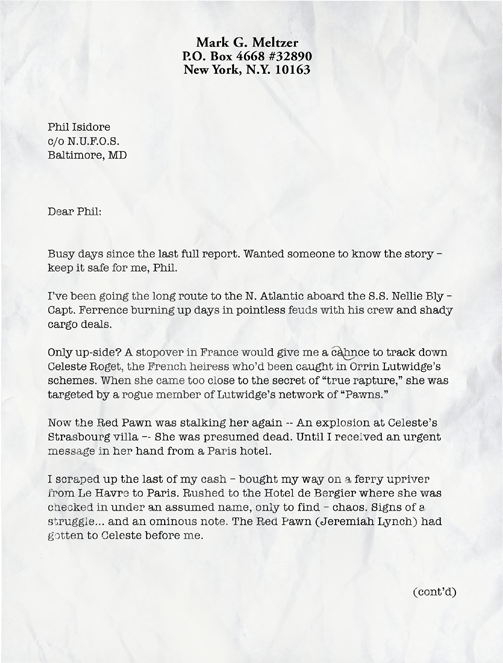 Mark G. Meltzer
P.O. Box 4668 #32890
New York, N.Y. 10163
Phil Isidore
c/o N.U.F.O.S.
Baltimore, MD
Dear Phil:
Busy days since the last full report. Wanted someone to know the story –
keep it safe for me, Phil.
I've been going the long route to the N. Atlantic aboard the S.S. Nellie Bly –
Capt. Ferrence burning up days in pointless feuds with his crew and shady
cargo deals.
Only up-side? A stopover in France would give me a cahnce to track down
Celeste Roget, the French heiress who'd been caught in Orrin Lutwidge's
schemes. When she came too close to the secret of "true rapture," she was
targeted by a rogue member of Lutwidge's network of "Pawns."
Now the Red Pawn was stalking her again -- An explosion at Celeste's
Strasbourg villa –- She was presumed dead. Until I received an urgent
message in her hand from a Paris hotel.
I scraped up the last of my cash – bought my way on a ferry upriver
from Le Havre to Paris. Rushed to the Hotel de Bergier where she was
checked in under an assumed name, only to find – chaos. Signs of a
struggle... and an ominous note. The Red Pawn (Jeremiah Lynch) had
gotten to Celeste before me.
(cont'd)